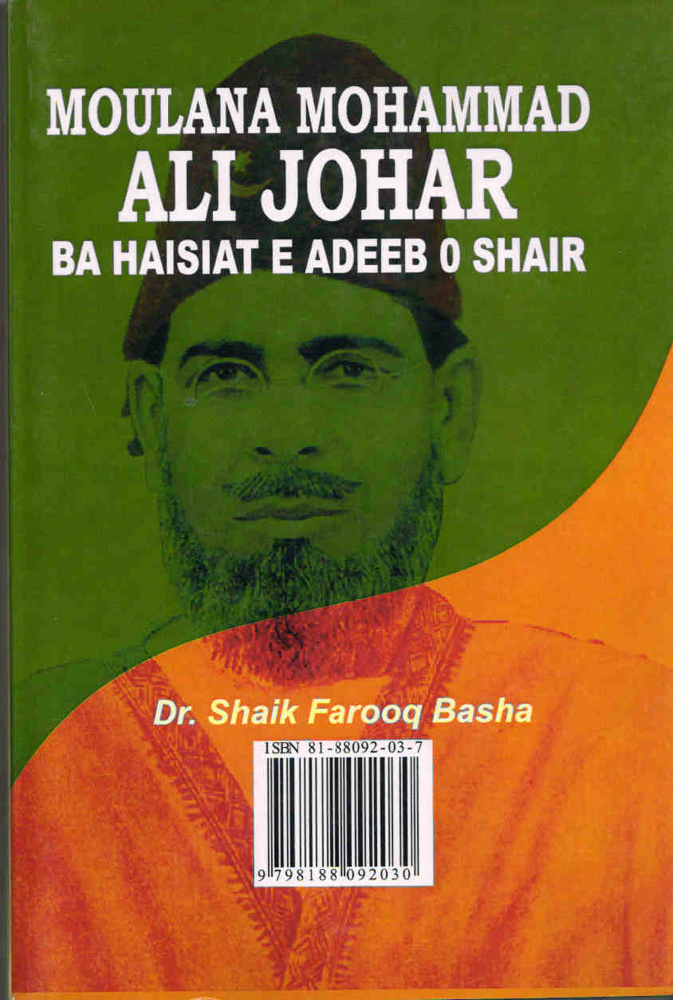 MOULANA MOHAMMAD
ALI JOHAR
BA HAISIAT E ADEEB O SHAIR
Dr. Shaik Farooq Basha
ISBN 81-88092-03-7
9 798188 092030